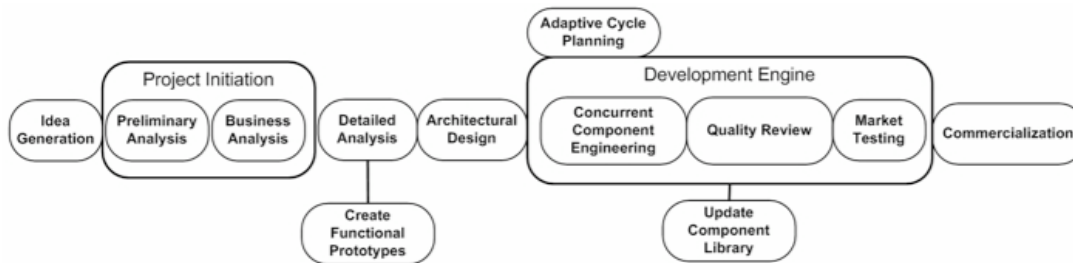 Adaptive Cycle
Planning
Project Initiation
Development Engine
Idea
Generation
Preliminary
Analysis
Business
Analysis
Detailed
Analysis
Architectural
Design
Concurrent
Component
Engineering
Quality Review
Market
Testing
Commercialization
Create
Functional
Prototypes
Update
Component
Library